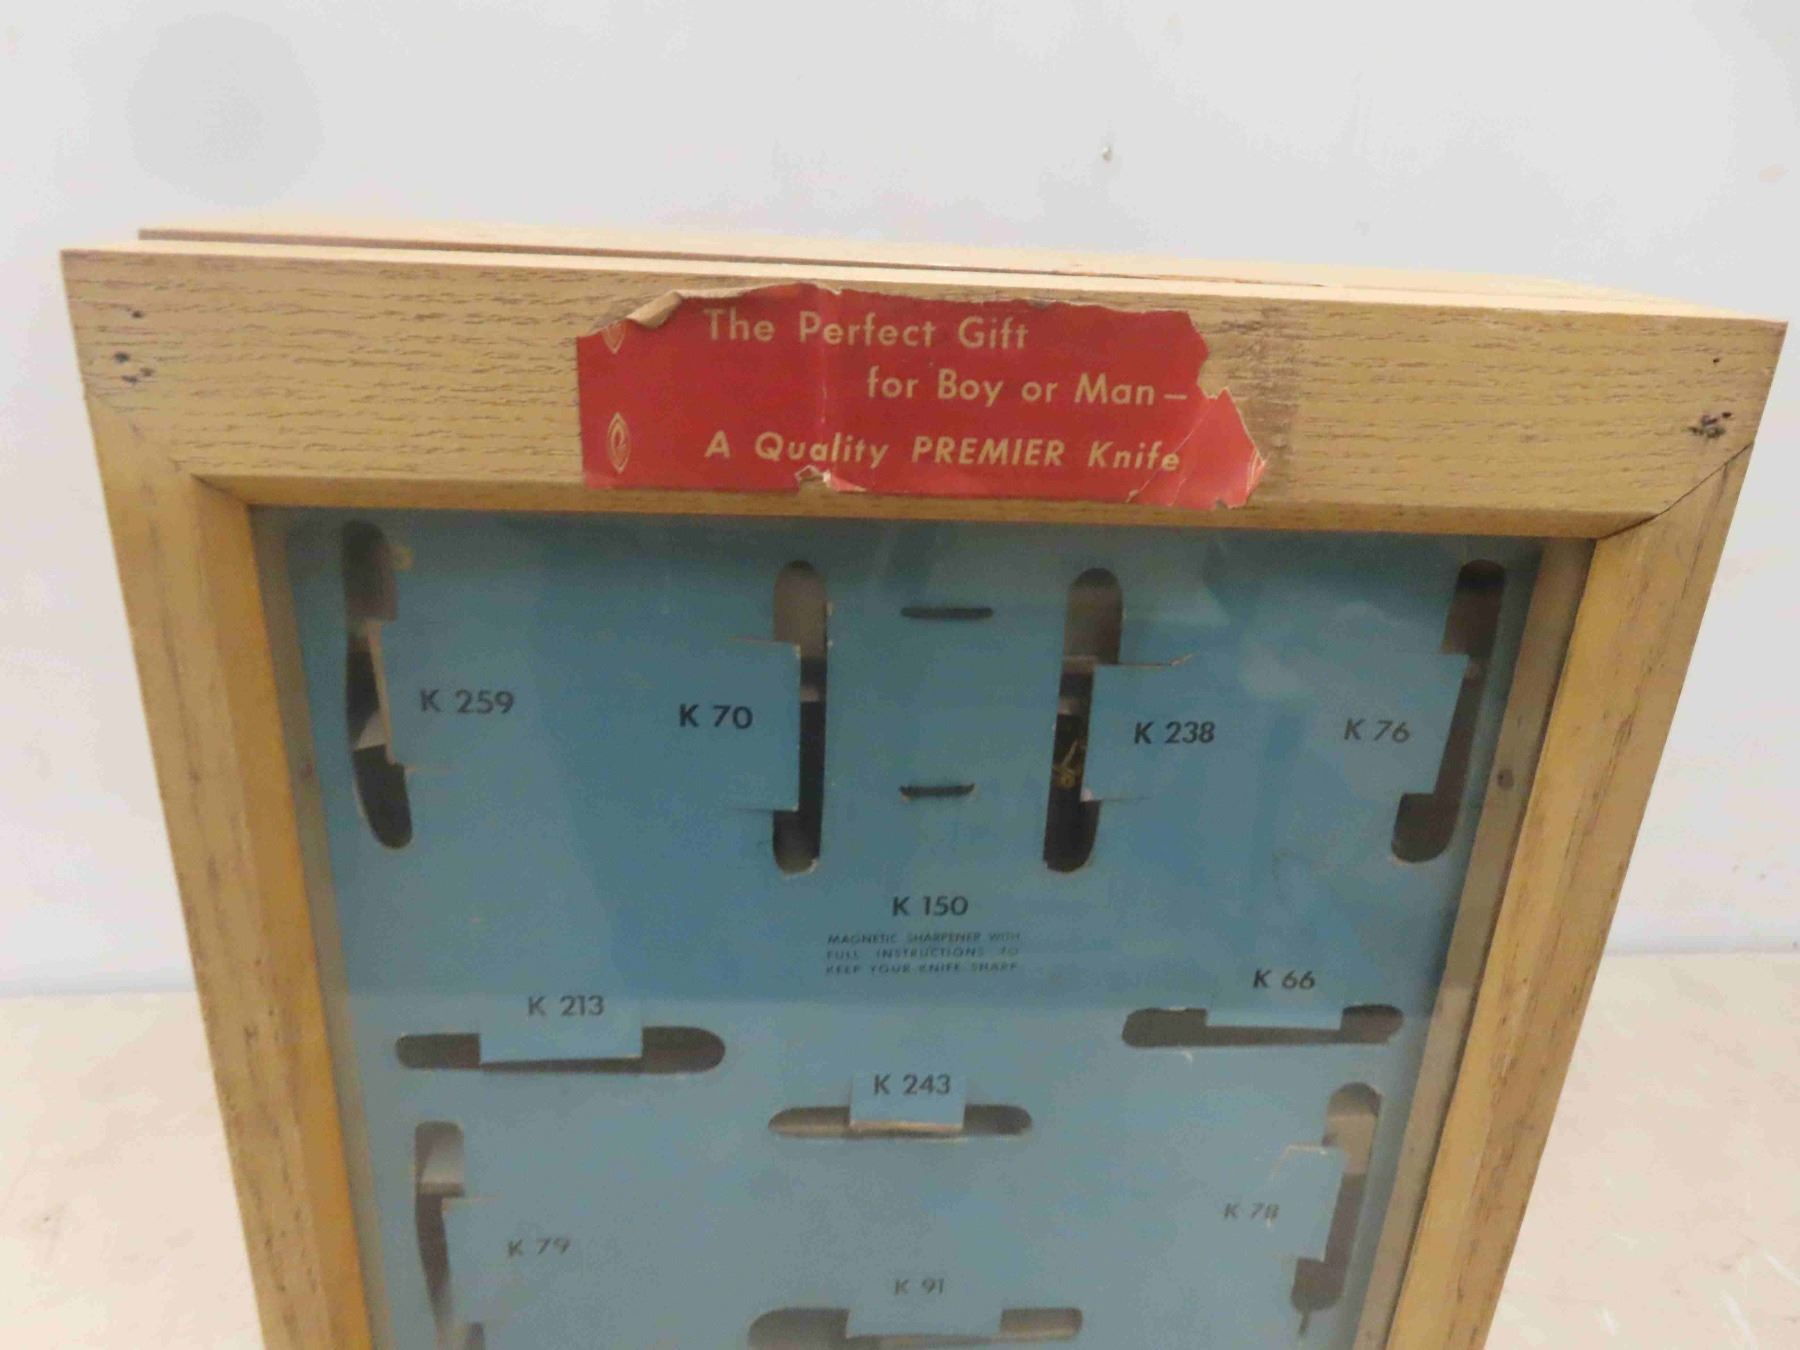 The Perfect Gift
for Boy or Man—
A Quality PREMIER Knife
K 259
K 70
K 238
K 76
K 150
MAGNETIC SHARPENER WITH
FULL INSTRUCTIONS TO
KEEP YOUR KNIFE SHARP
K 213
K 66
K 243
K 79
K 78
K 91